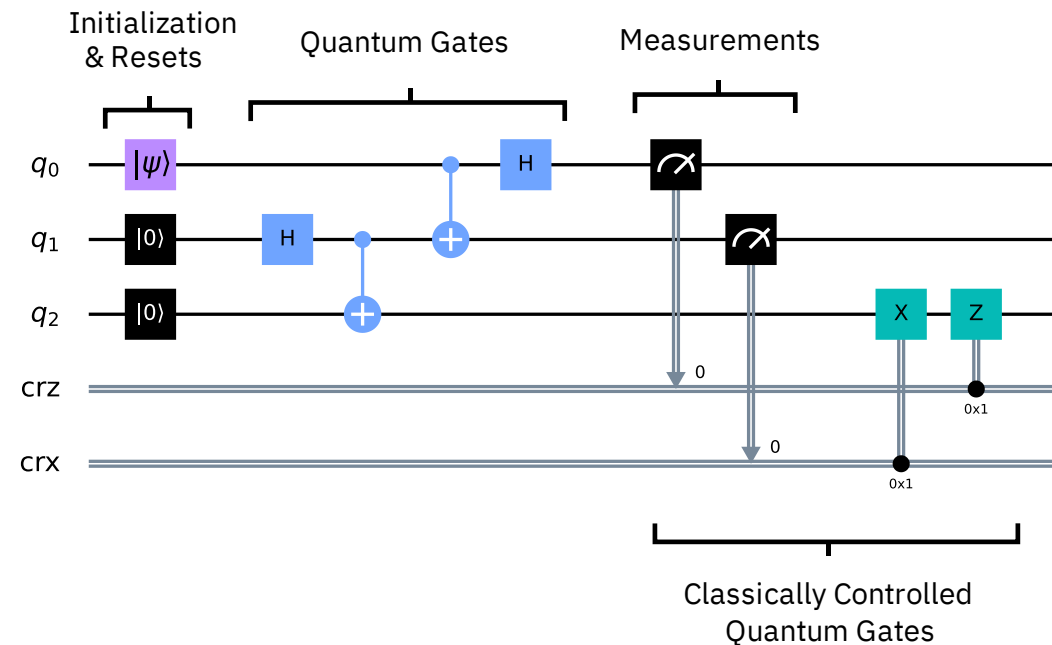 Initialization
& Resets
Quantum Gates
Measurements
q₀
|ψ⟩
H
q₁
|0⟩
H
q₂
|0⟩
X
Z
crz
0
0x1
crx
0
0x1
Classically Controlled
Quantum Gates